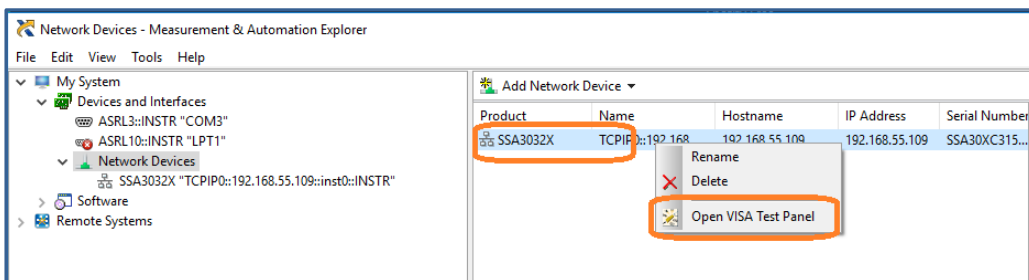 Network Devices - Measurement & Automation Explorer
File Edit View Tools Help
My System
Devices and Interfaces
ASRL3::INSTR "COM3"
ASRL10::INSTR "LPT1"
Network Devices
SSA3032X "TCPIP0::192.168.55.109::inst0::INSTR"
Software
Remote Systems
Add Network Device
Product Name Hostname IP Address Serial Number
SSA3032X TCPIP0::192.168 192.168.55.109 192.168.55.109 SSA30XC315...
Rename
Delete
Open VISA Test Panel